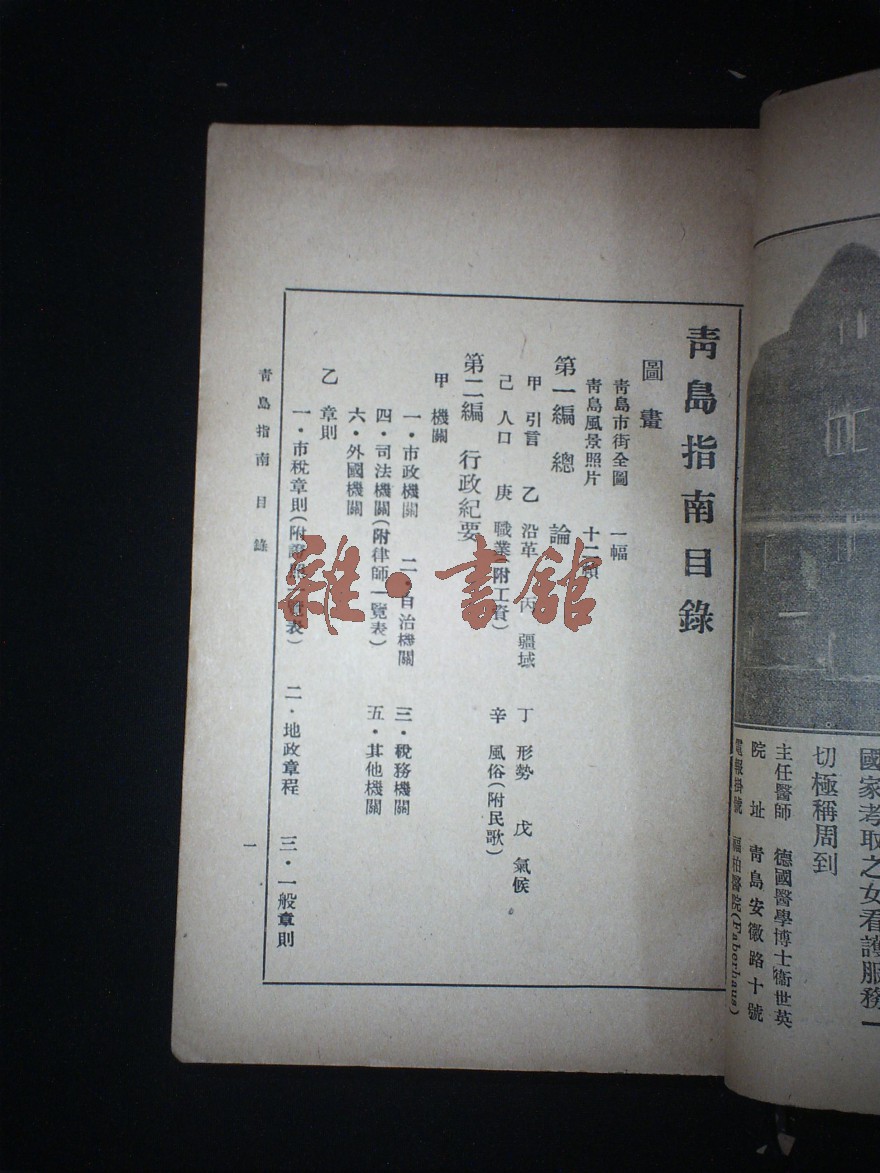 國家考取之女看護服務一
切極稱周到
主任醫師 德國醫學博士衞世英
院址 青島安徽路十號
電報掛號 福柏醫院(Faberhaus)
青島指南目錄
圖畫
青島市街全圖 一幅
青島風景照片 十二
第一編 總論
甲 引言 乙 沿革 丙 疆域 丁 形勢 戊 氣候
己 人口 庚 職業(附工資) 辛 風俗(附民歌)
第二編 行政紀要
甲 機關
一・市政機關 二・自治機關 三・稅務機關
四・司法機關(附律師一覽表) 五・其他機關
六・外國機關
乙 章則
一・市稅章則(附 表) 二・地政章程 三・一般章則
青島指南 目錄 一
雜・書館